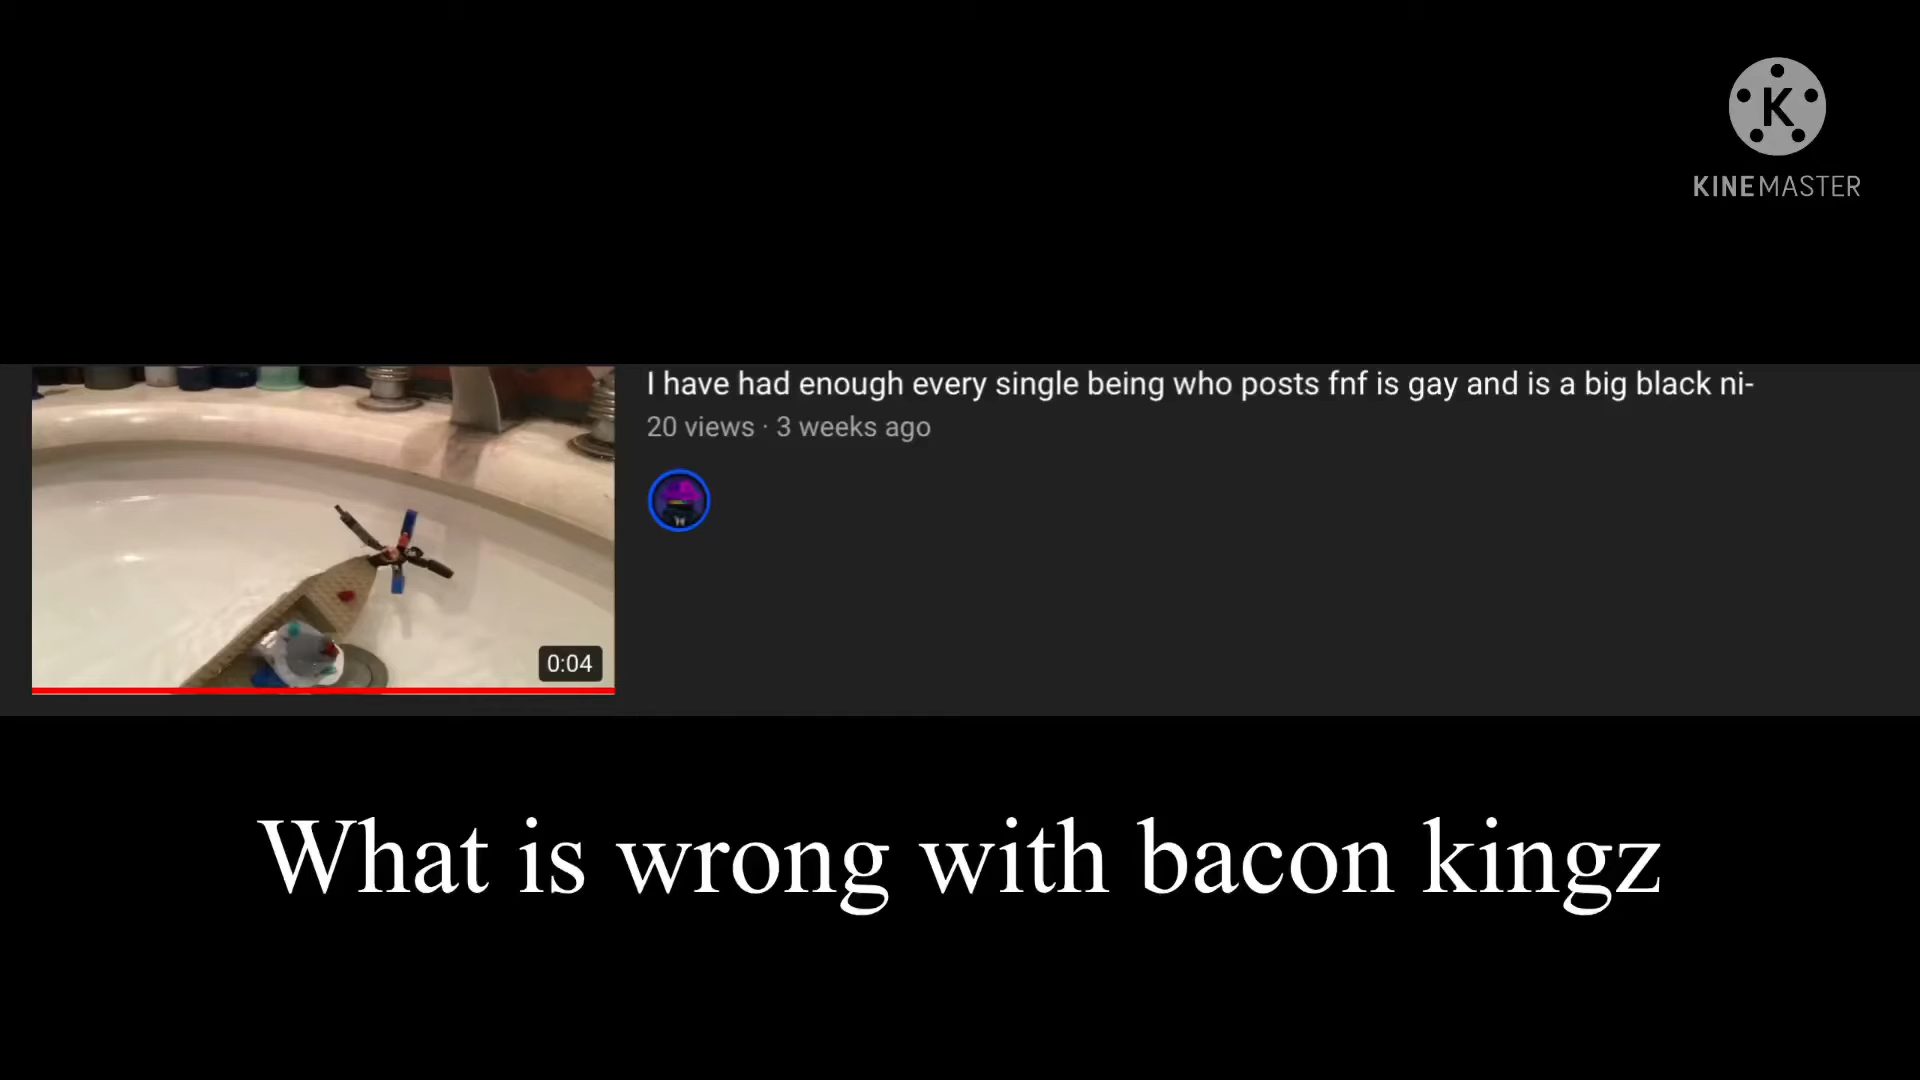 K
KINEMASTER
I have had enough every single being who posts fnf is gay and is a big black ni-
20 views · 3 weeks ago
0:04
What is wrong with bacon kingz